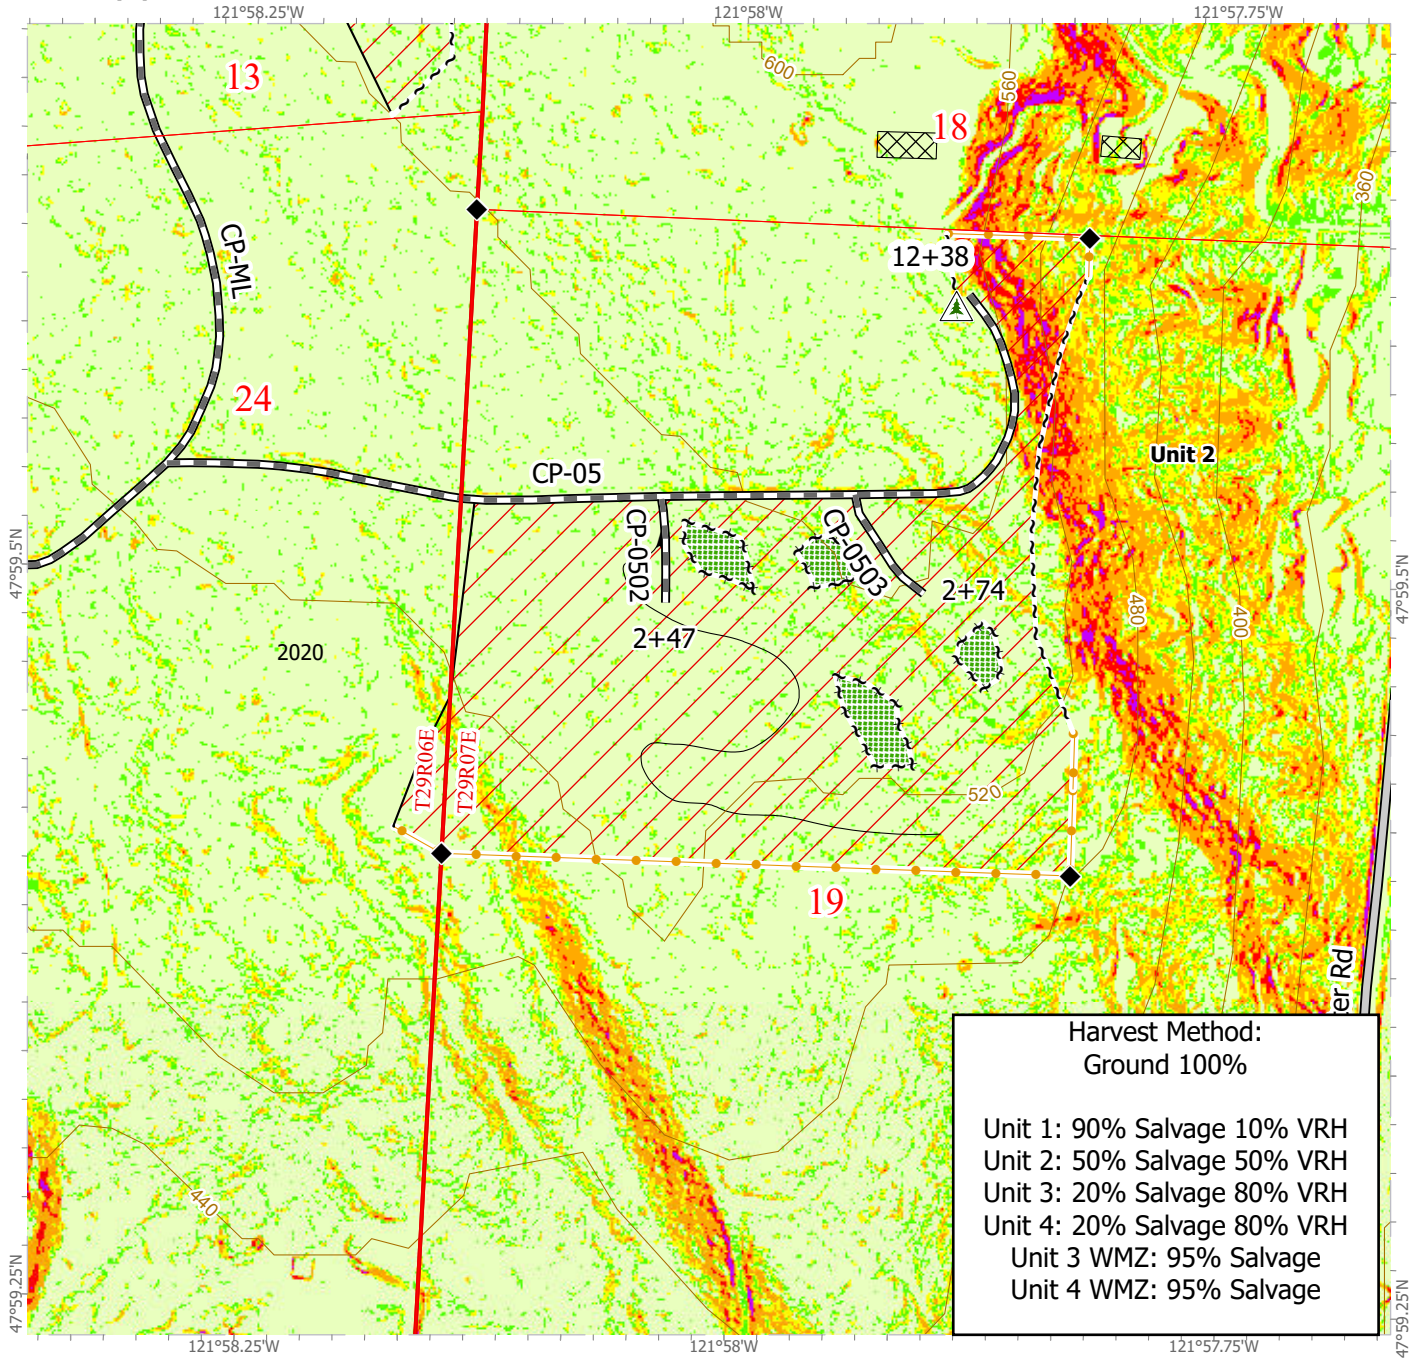 121°58.25'W
121°58'W
121°57.75'W
13
600
560
18
360
CP-ML
12+38
24
Unit 2
CP-05
47°59.5'N
CP-0502
CP-0503
2+74
480
400
47°59.5'N
2+47
2020
T29R06E
T29R07E
520
19
er Rd
Harvest Method:
Ground 100%
Unit 1: 90% Salvage 10% VRH
Unit 2: 50% Salvage 50% VRH
Unit 3: 20% Salvage 80% VRH
Unit 4: 20% Salvage 80% VRH
Unit 3 WMZ: 95% Salvage
Unit 4 WMZ: 95% Salvage
440
47°59.25'N
47°59.25'N
121°58.25'W
121°58'W
121°57.75'W